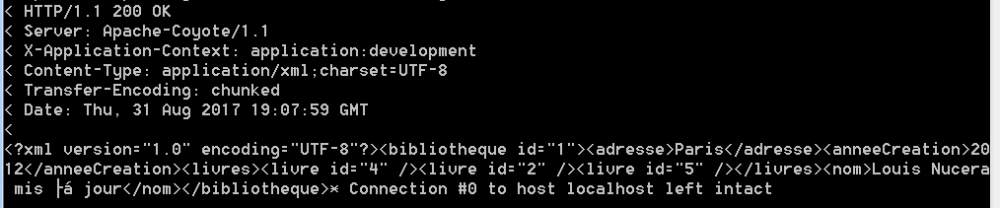 < HTTP/1.1 200 OK
< Server: Apache-Coyote/1.1
< X-Application-Context: application:development
< Content-Type: application/xml;charset=UTF-8
< Transfer-Encoding: chunked
< Date: Thu, 31 Aug 2017 19:07:59 GMT
<
<?xml version="1.0" encoding="UTF-8"?><bibliotheque id="1"><adresse>Paris</adresse><anneeCreation>20
12</anneeCreation><livres><livre id="4" /><livre id="2" /><livre id="5" /></livres><nom>Louis Nucera
 mis ├á jour</nom></bibliotheque>* Connection #0 to host localhost left intact